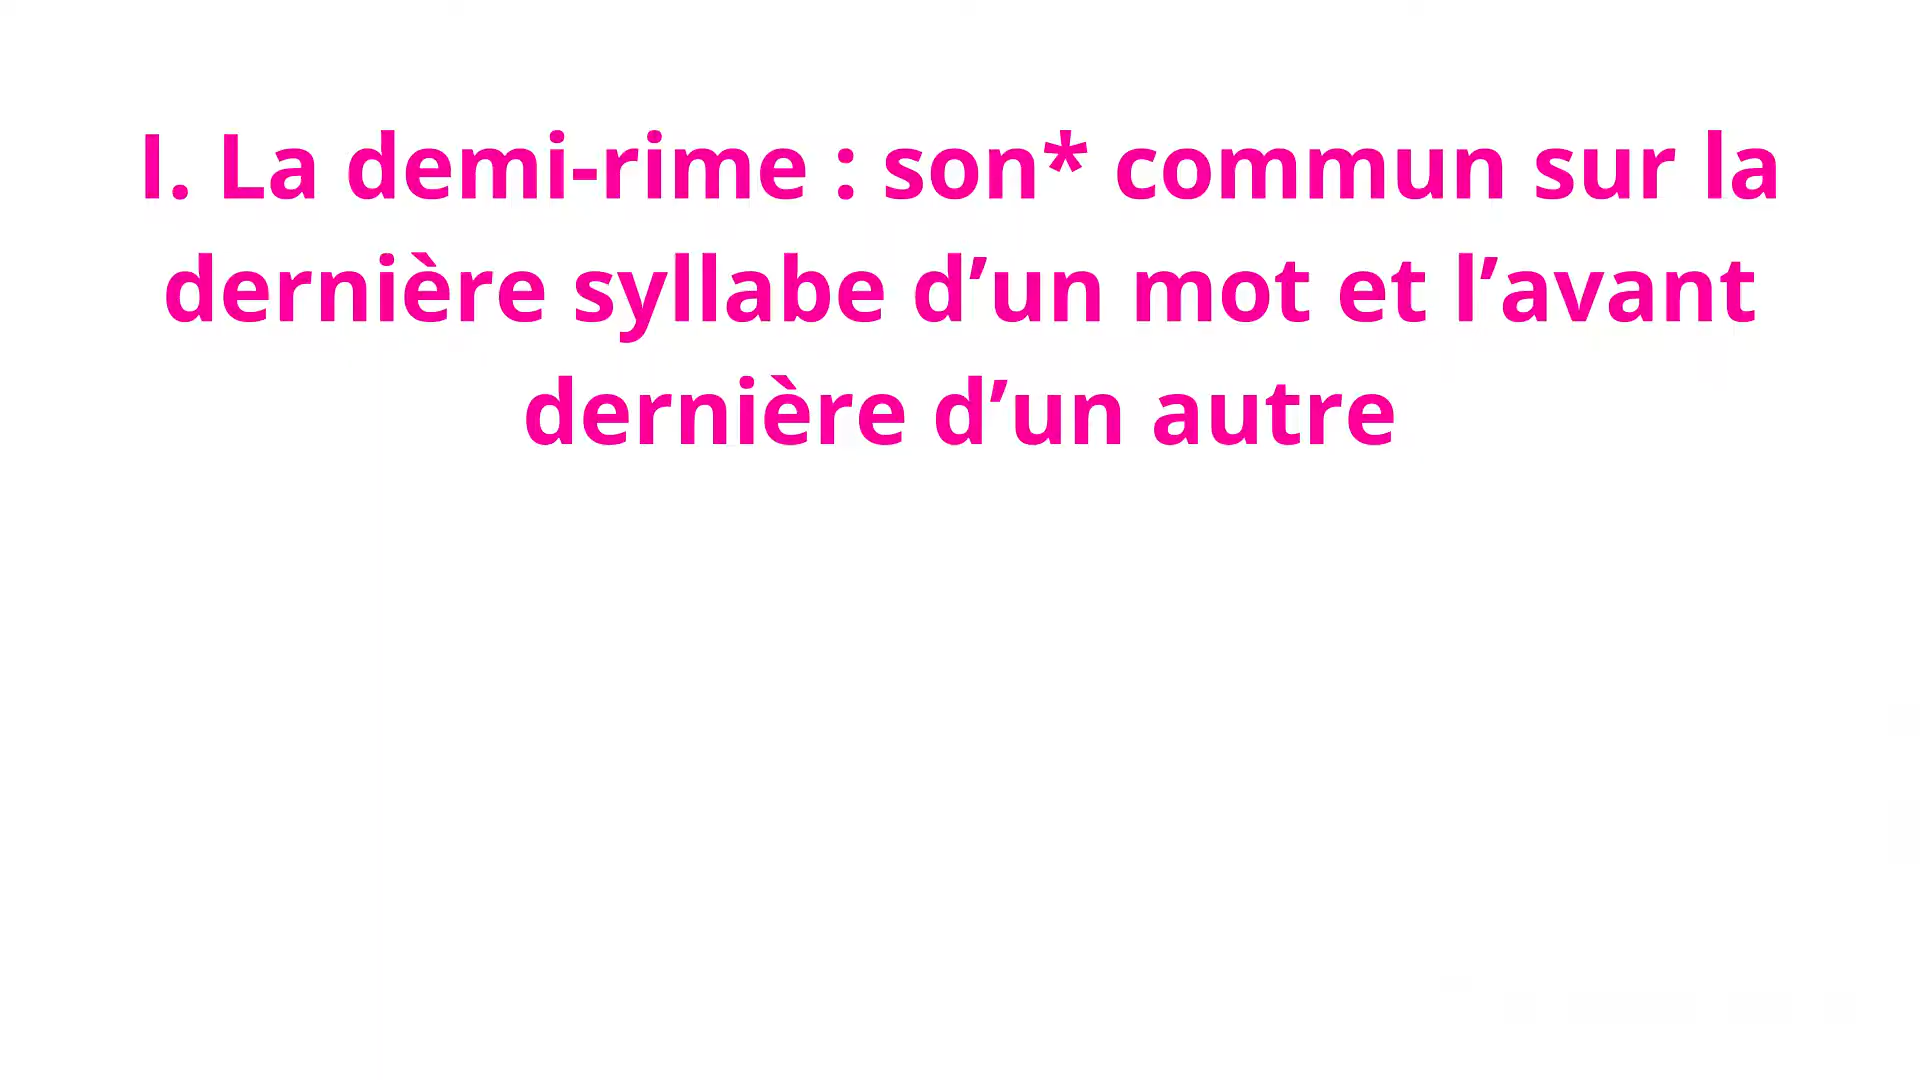 I. La demi-rime : son* commun sur la
dernière syllabe d’un mot et l’avant
dernière d’un autre